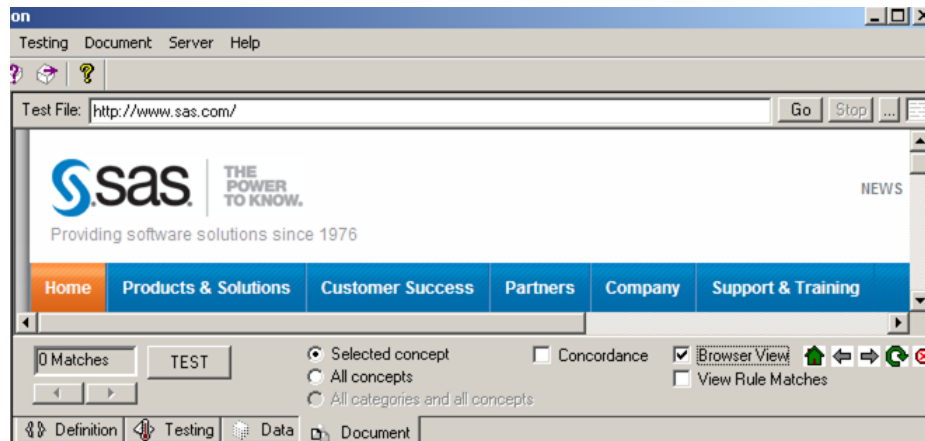 on
Testing Document Server Help
Test File: http://www.sas.com/ Go Stop ...
sas THE
POWER
TO KNOW.
NEWS
Providing software solutions since 1976
Home Products & Solutions Customer Success Partners Company Support & Training
0 Matches TEST Selected concept Concordance Browser View
All concepts View Rule Matches
All categories and all concepts
Definition Testing Data Document